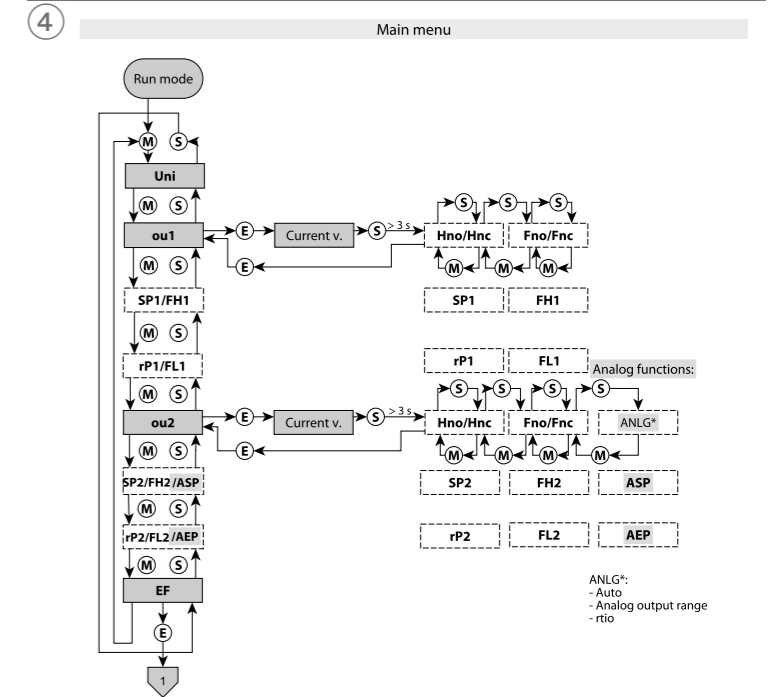 4
Main menu
Run mode
M S
Uni
M S
ou1 E Current v. S > 3 s Hno/Hnc Fno/Fnc
S S S
M M M
E
M S
SP1/FH1 SP1 FH1
M S
rP1/FL1 rP1 FL1
Analog functions:
M S
S S S S
ou2 E Current v. S > 3 s Hno/Hnc Fno/Fnc ANLG*
E
M M M M
M S
SP2/FH2/ASP SP2 FH2 ASP
M S
rP2/FL2/AEP rP2 FL2 AEP
M S
EF
E
1
ANLG*:
- Auto
- Analog output range
- rtio